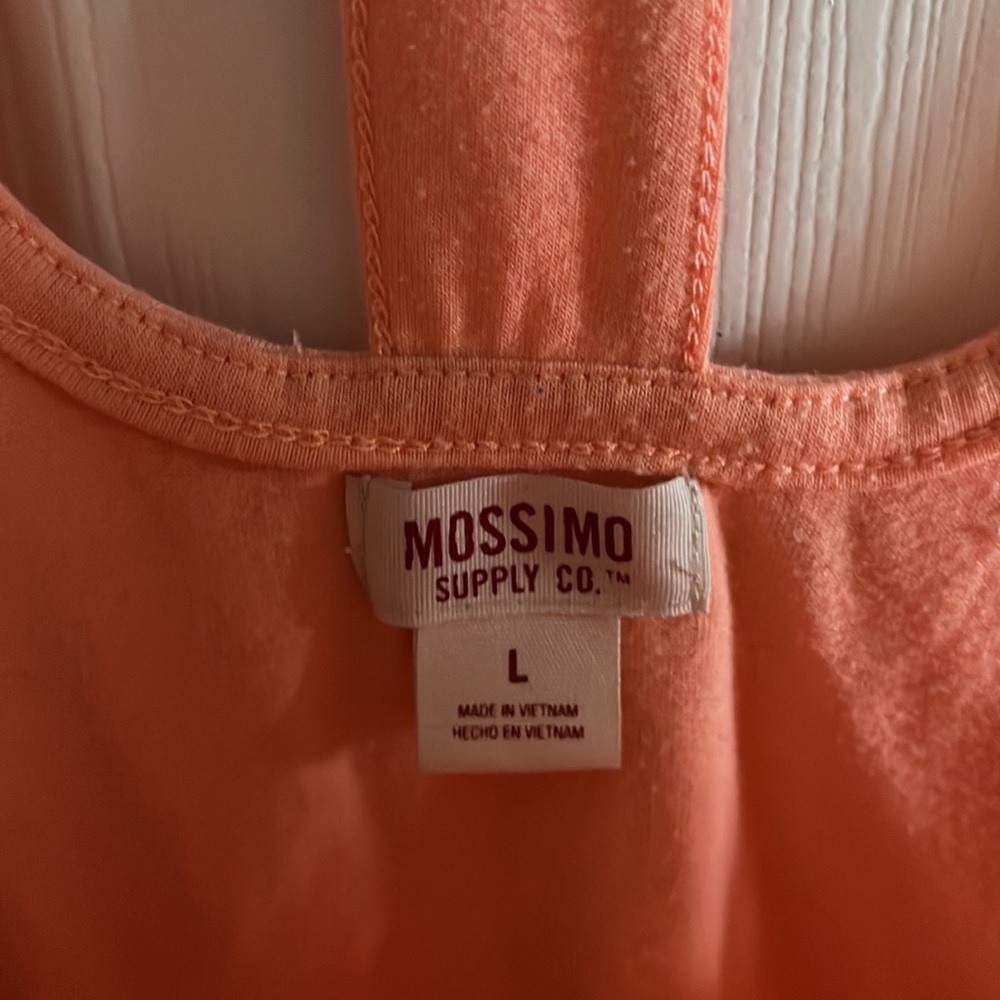 MOSSIMO
SUPPLY CO.™
L
MADE IN VIETNAM
HECHO EN VIETNAM